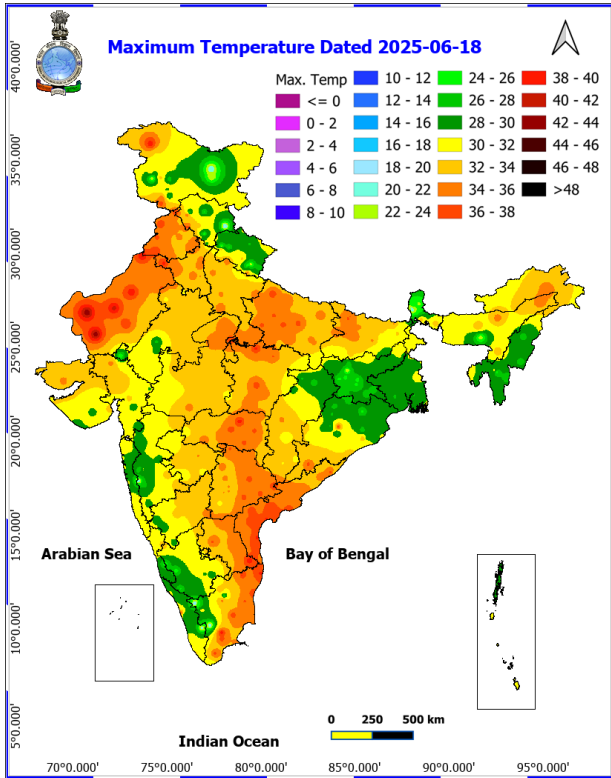 Maximum Temperature Dated 2025-06-18
Max. Temp
<= 0
0 - 2
2 - 4
4 - 6
6 - 8
8 - 10
10 - 12
12 - 14
14 - 16
16 - 18
18 - 20
20 - 22
22 - 24
24 - 26
26 - 28
28 - 30
30 - 32
32 - 34
34 - 36
36 - 38
38 - 40
40 - 42
42 - 44
44 - 46
46 - 48
>48
40°0.000'
35°0.000'
30°0.000'
25°0.000'
20°0.000'
15°0.000'
10°0.000'
5°0.000'
Arabian Sea
Bay of Bengal
Indian Ocean
0 250 500 km
70°0.000' 75°0.000' 80°0.000' 85°0.000' 90°0.000' 95°0.000'